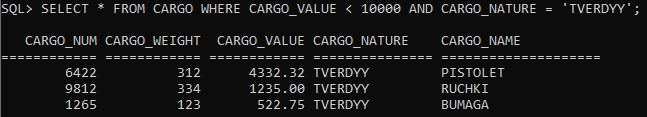 SQL> SELECT * FROM CARGO WHERE CARGO_VALUE < 10000 AND CARGO_NATURE = 'TVERDYY';
CARGO_NUM CARGO_WEIGHT CARGO_VALUE CARGO_NATURE CARGO_NAME
============ ============ ============ =============== ====================
6422 312 4332.32 TVERDYY PISTOLET
9812 334 1235.00 TVERDYY RUCHKI
1265 123 522.75 TVERDYY BUMAGA